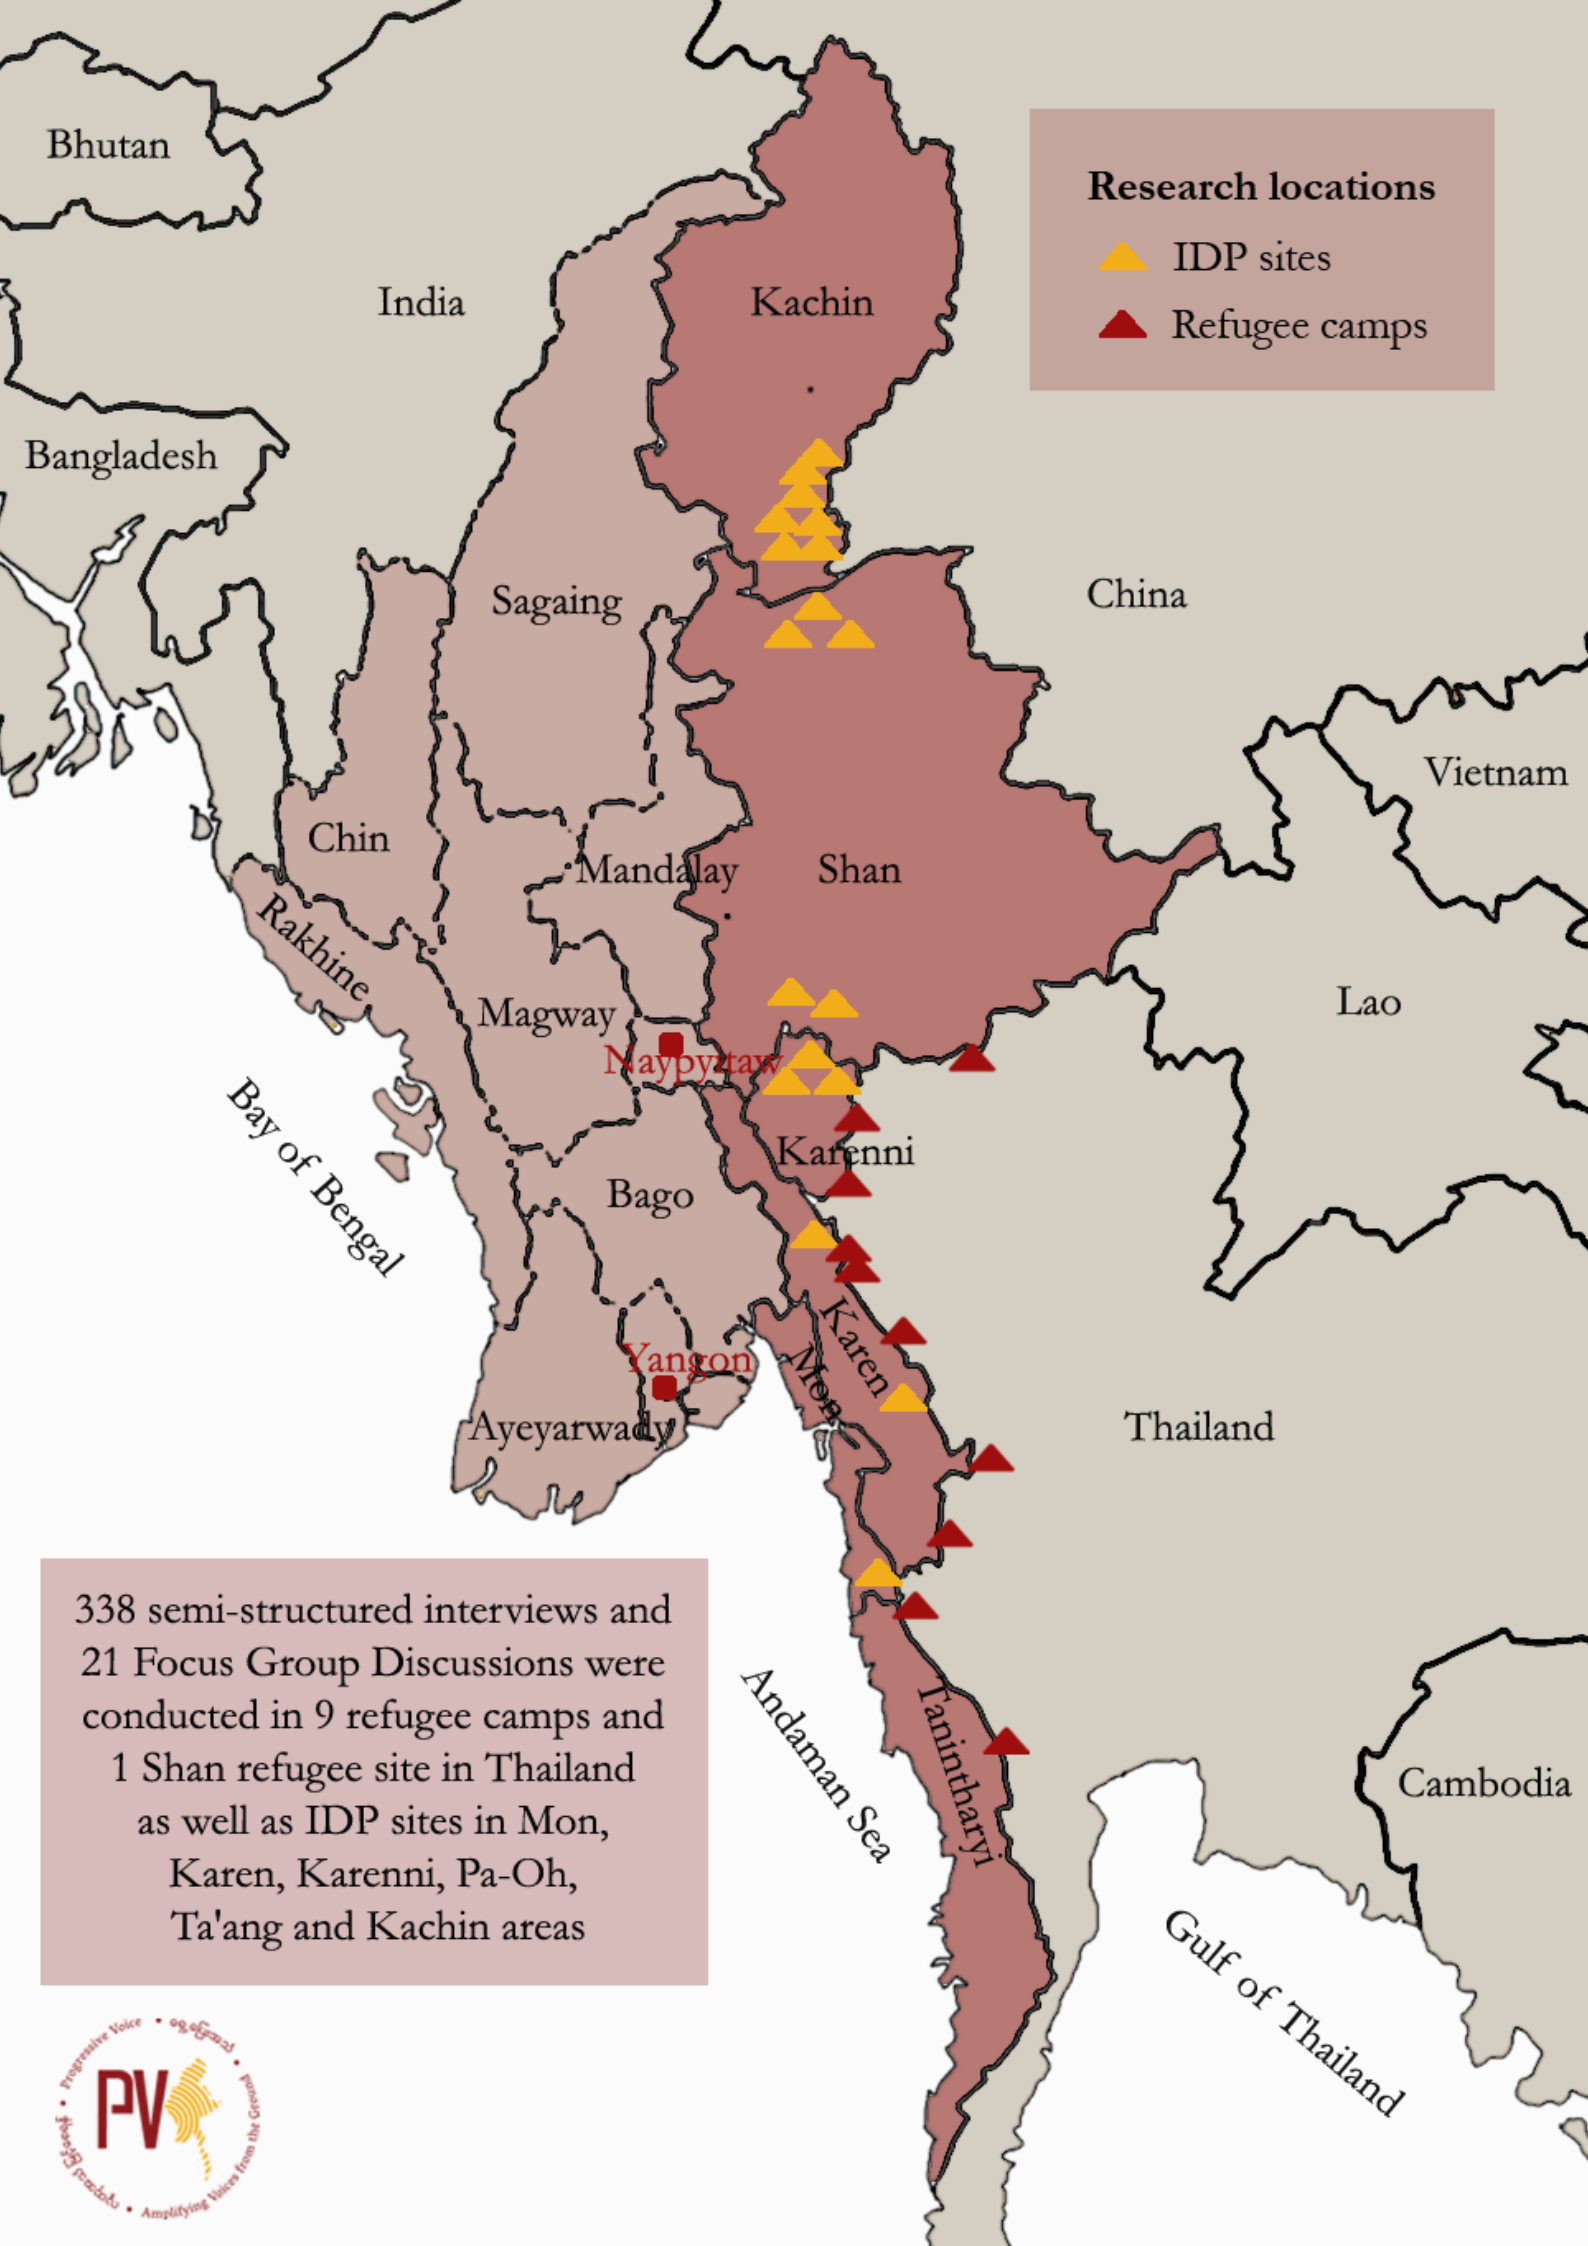 Bhutan
Research locations
IDP sites
Refugee camps
India
Kachin
Bangladesh
Sagaing
China
Vietnam
Chin
Mandalay
Shan
Rakhine
Magway
Lao
Naypyitaw
Bay of Bengal
Karenni
Bago
Karen
Yangon
Mon
Ayeyarwady
Thailand
338 semi-structured interviews and
21 Focus Group Discussions were
conducted in 9 refugee camps and
1 Shan refugee site in Thailand
as well as IDP sites in Mon,
Karen, Karenni, Pa-Oh,
Ta'ang and Kachin areas
Andaman Sea
Tanintharyi
Cambodia
Gulf of Thailand
Progressive Voice
PV
Amplifying Voices from the Ground